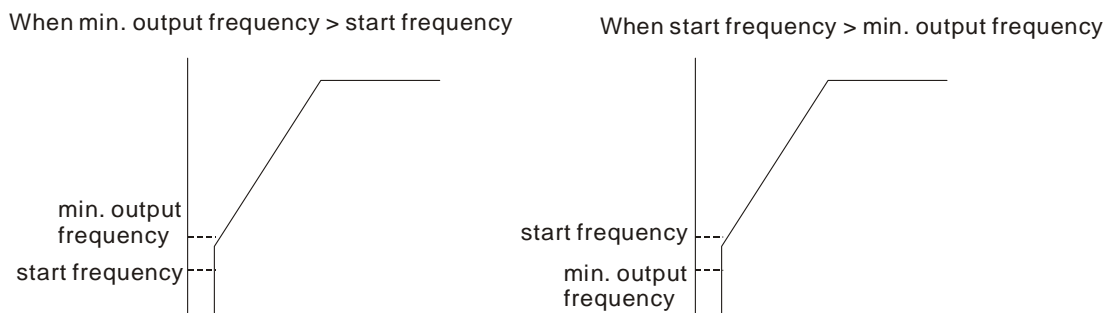 When min. output frequency > start frequency
When start frequency > min. output frequency
min. output
frequency
start frequency
start frequency
min. output
frequency